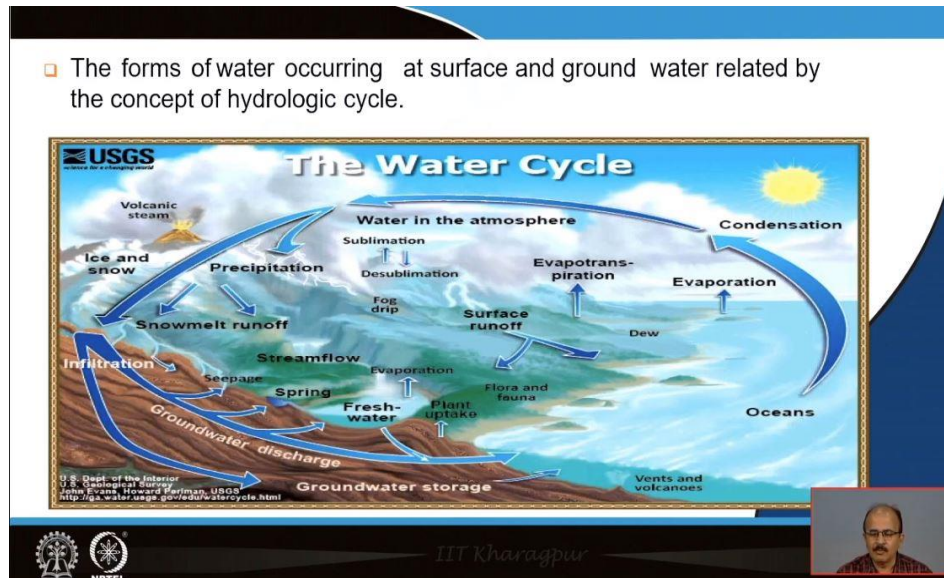 The forms of water occurring at surface and ground water related by
the concept of hydrologic cycle.
USGS
science for a changing world
The Water Cycle
Volcanic
steam
Water in the atmosphere
Condensation
Sublimation
Ice and
snow
Precipitation
Desublimation
Evapotrans-
piration
Evaporation
Fog
drip
Snowmelt runoff
Surface
runoff
Dew
Streamflow
Infiltration
Evaporation
Seepage
Flora and
fauna
Spring
Fresh-
water
Plant
uptake
Oceans
Groundwater discharge
U.S. Dept. of the Interior
U.S. Geological Survey
John Evans, Howard Perlman, USGS
http://ga.water.usgs.gov/edu/watercycle.html
Groundwater storage
Vents and
volcanoes
IIT Kharagpur
NPTEL